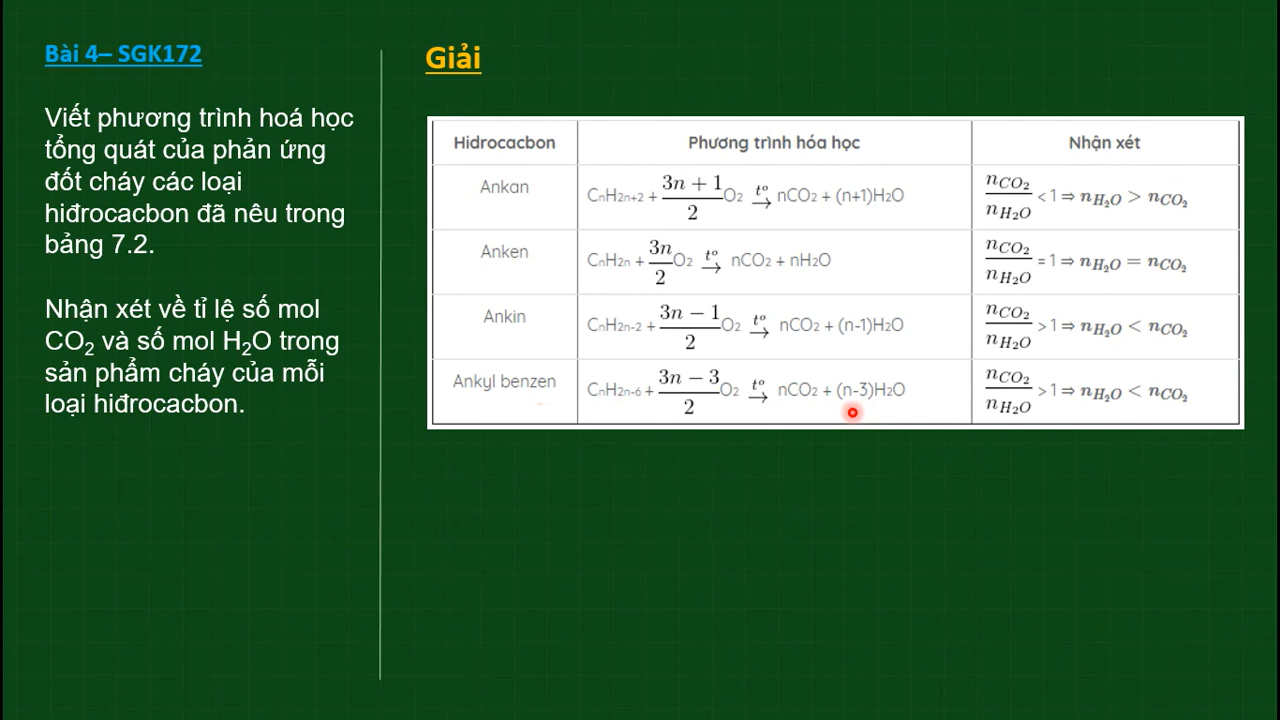 Bài 4– SGK172
Viết phương trình hoá học
tổng quát của phản ứng
đốt cháy các loại
hiđrocacbon đã nêu trong
bảng 7.2.
Nhận xét về tỉ lệ số mol
CO₂ và số mol H₂O trong
sản phẩm cháy của mỗi
loại hiđrocacbon.
Giải
Hidrocacbon Phương trình hóa học Nhận xét
Ankan CnH2n+2 + (3n + 1)/2 O₂ →(t°) nCO₂ + (n+1)H₂O nCO₂/nH₂O < 1 ⇒ nH₂O > nCO₂
Anken CnH2n + 3n/2 O₂ →(t°) nCO₂ + nH₂O nCO₂/nH₂O = 1 ⇒ nH₂O = nCO₂
Ankin CnH2n-2 + (3n − 1)/2 O₂ →(t°) nCO₂ + (n-1)H₂O nCO₂/nH₂O > 1 ⇒ nH₂O < nCO₂
Ankyl benzen CnH2n-6 + (3n − 3)/2 O₂ →(t°) nCO₂ + (n-3)H₂O nCO₂/nH₂O > 1 ⇒ nH₂O < nCO₂